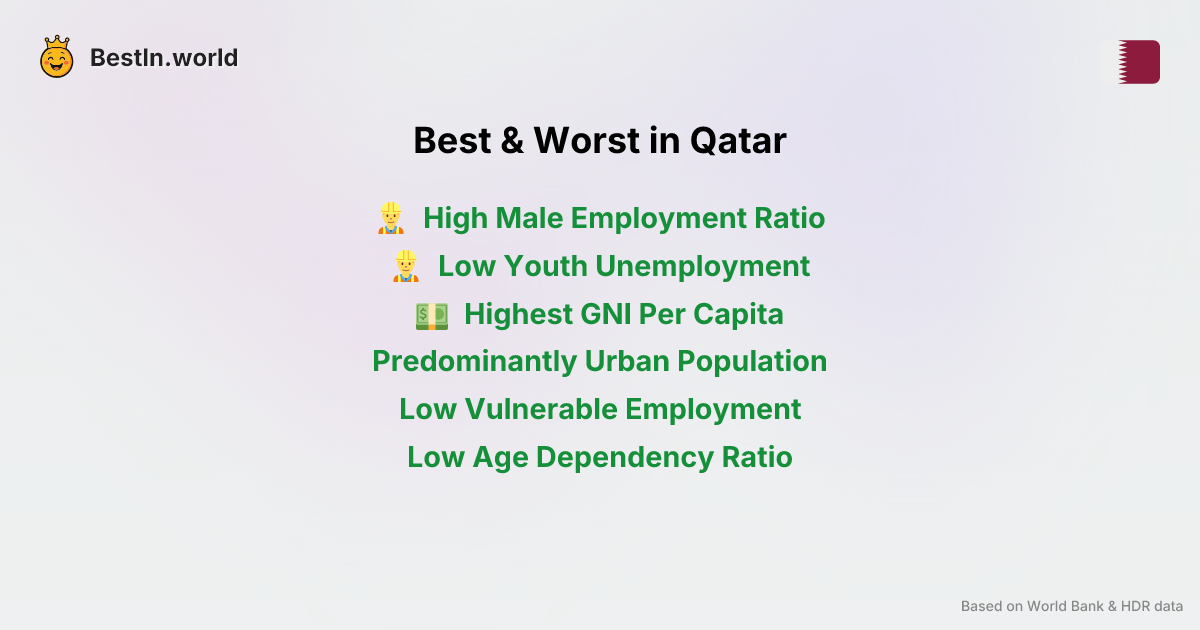 BestIn.world
Best & Worst in Qatar
High Male Employment Ratio
Low Youth Unemployment
Highest GNI Per Capita
Predominantly Urban Population
Low Vulnerable Employment
Low Age Dependency Ratio
Based on World Bank & HDR data